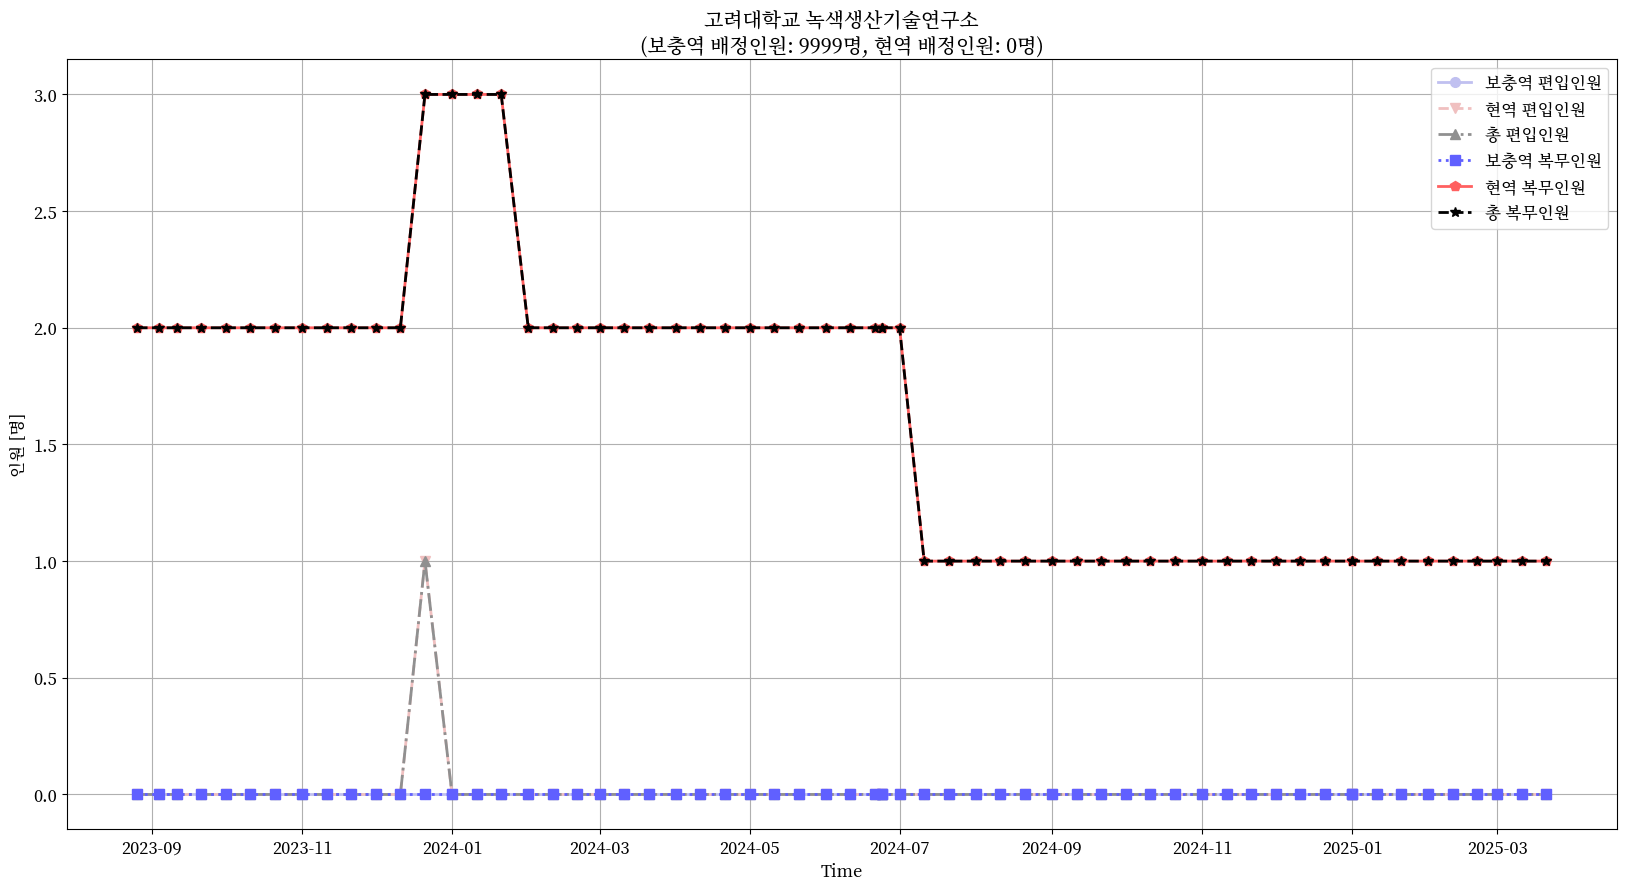 고려대학교 녹색생산기술연구소
(보충역 배정인원: 9999명, 현역 배정인원: 0명)
보충역 편입인원
현역 편입인원
총 편입인원
보충역 복무인원
현역 복무인원
총 복무인원
인원 [명]
3.0
2.5
2.0
1.5
1.0
0.5
0.0
2023-09
2023-11
2024-01
2024-03
2024-05
2024-07
2024-09
2024-11
2025-01
2025-03
Time